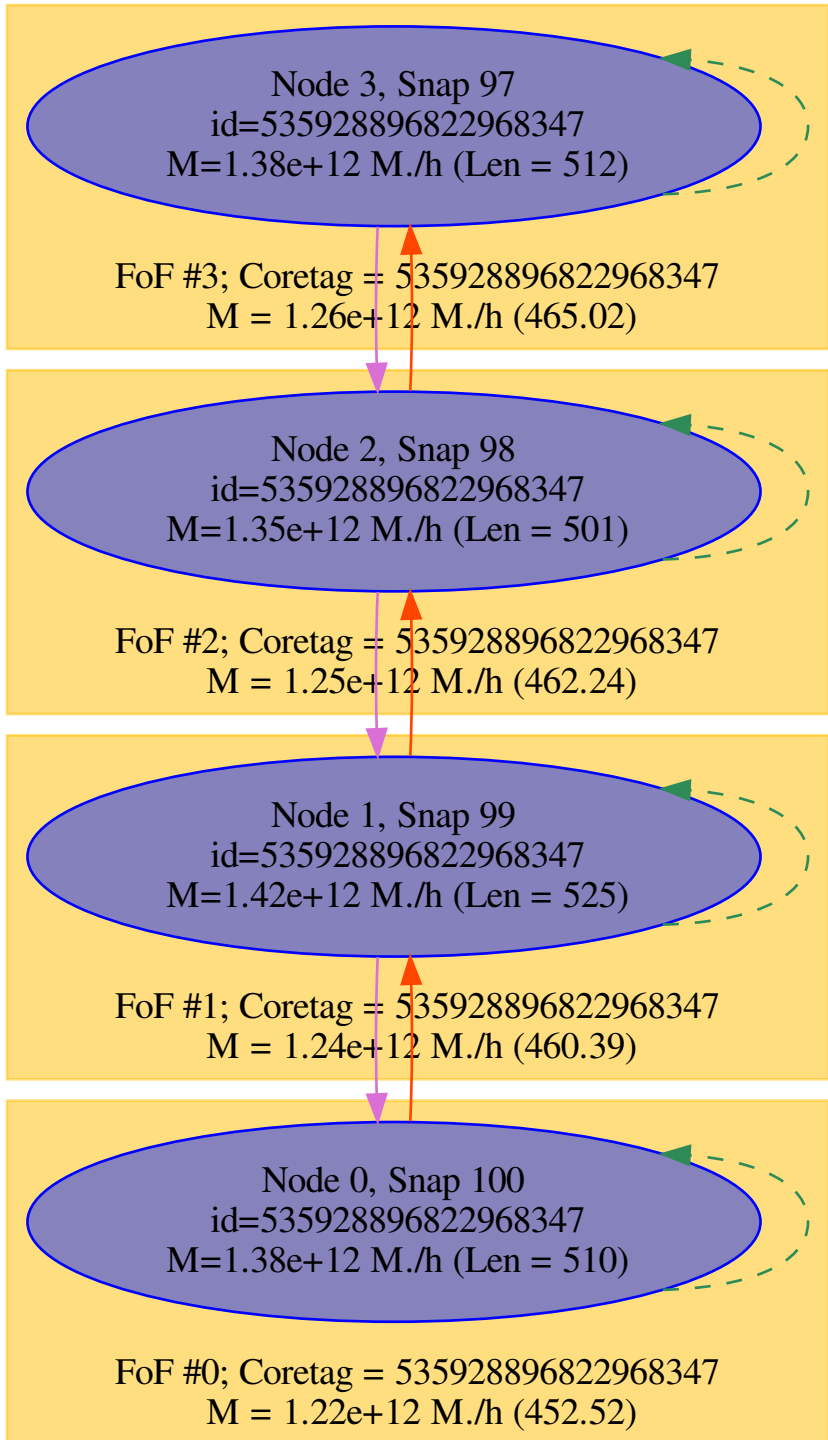 Node 3, Snap 97
id=535928896822968347
M=1.38e+12 M./h (Len = 512)
FoF #3; Coretag = 535928896822968347
M = 1.26e+12 M./h (465.02)
Node 2, Snap 98
id=535928896822968347
M=1.35e+12 M./h (Len = 501)
FoF #2; Coretag = 535928896822968347
M = 1.25e+12 M./h (462.24)
Node 1, Snap 99
id=535928896822968347
M=1.42e+12 M./h (Len = 525)
FoF #1; Coretag = 535928896822968347
M = 1.24e+12 M./h (460.39)
Node 0, Snap 100
id=535928896822968347
M=1.38e+12 M./h (Len = 510)
FoF #0; Coretag = 535928896822968347
M = 1.22e+12 M./h (452.52)